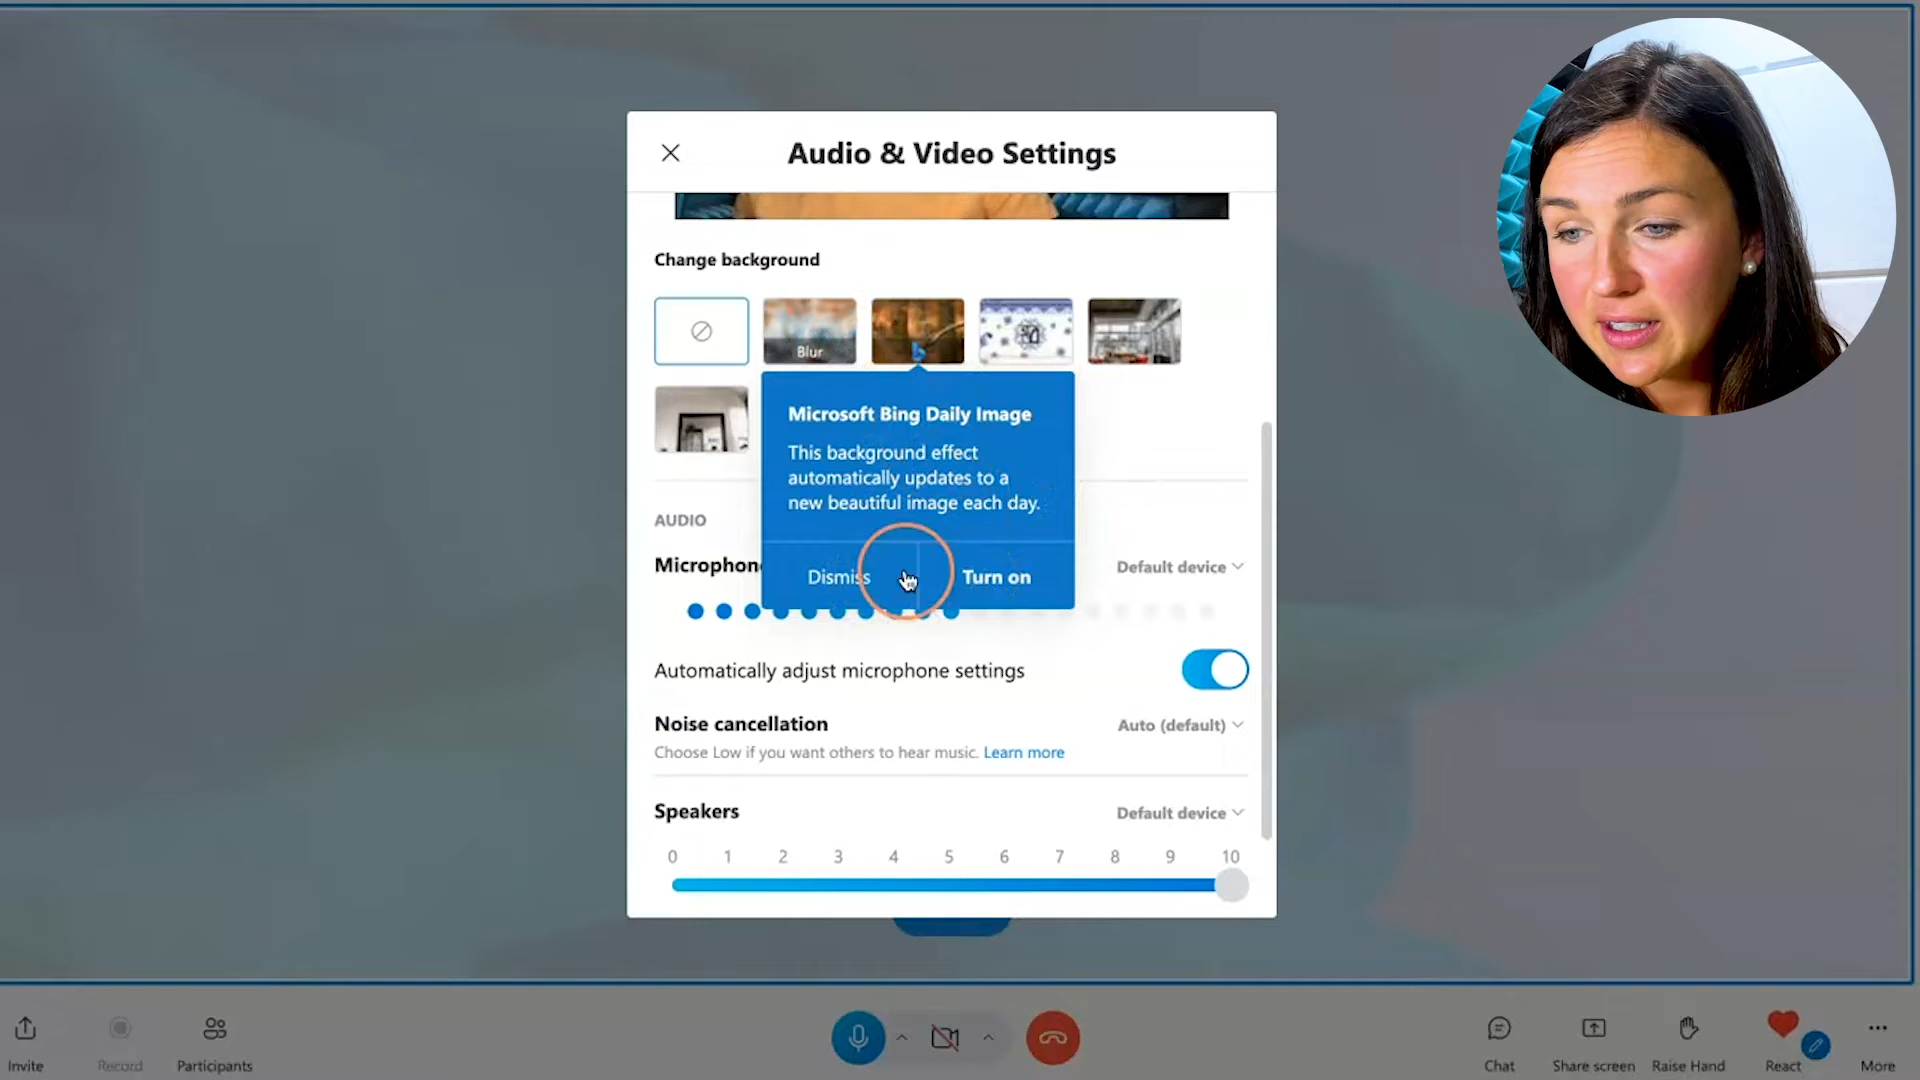 Audio & Video Settings
Change background
Blur
Microsoft Bing Daily Image
This background effect
automatically updates to a
new beautiful image each day.
Dismiss
Turn on
AUDIO
Microphone
Default device
Automatically adjust microphone settings
Noise cancellation
Auto (default)
Choose Low if you want others to hear music. Learn more
Speakers
Default device
0 1 2 3 4 5 6 7 8 9 10
Invite
Record
Participants
Chat
Share screen
Raise Hand
React
More